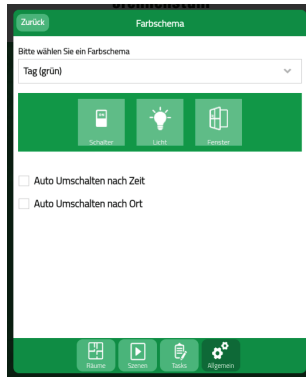 brennenstuhl
Zurück
Farbschema
Bitte wählen Sie ein Farbschema
Tag (grün)
Schalter
Licht
Fenster
Auto Umschalten nach Zeit
Auto Umschalten nach Ort
Räume
Szenen
Tasks
Allgemein